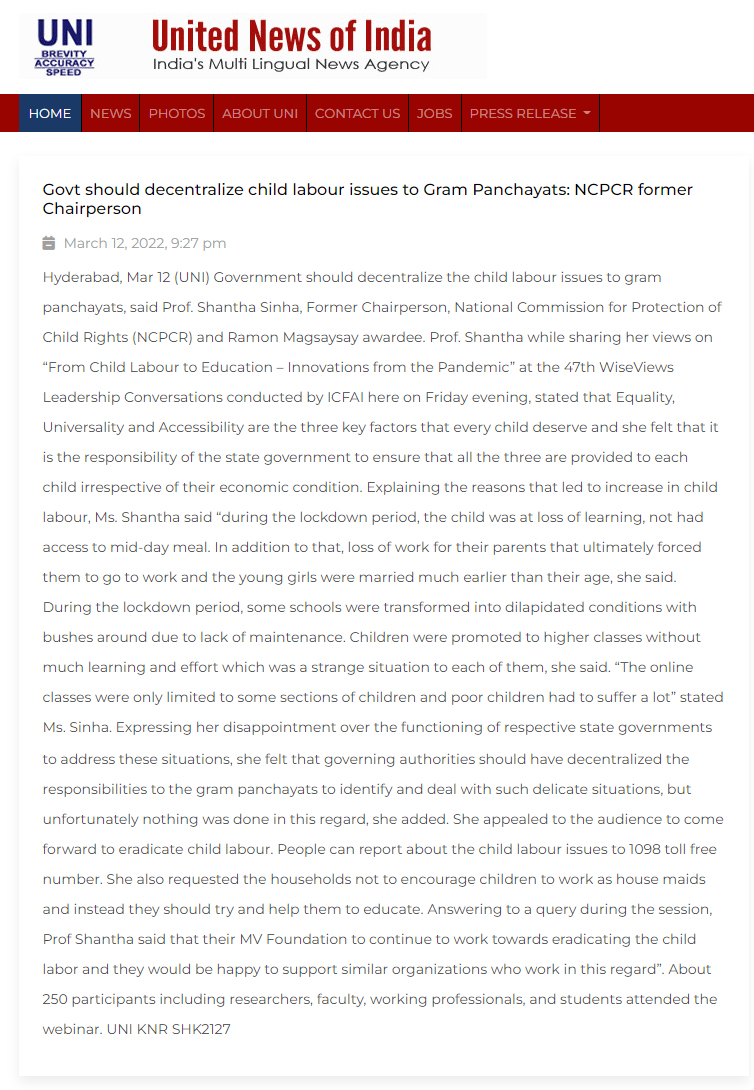 UNI
BREVITY
ACCURACY
SPEED
United News of India
India's Multi Lingual News Agency
HOME NEWS PHOTOS ABOUT UNI CONTACT US JOBS PRESS RELEASE
Govt should decentralize child labour issues to Gram Panchayats: NCPCR former
Chairperson
March 12, 2022, 9:27 pm
Hyderabad, Mar 12 (UNI) Government should decentralize the child labour issues to gram
panchayats, said Prof. Shantha Sinha, Former Chairperson, National Commission for Protection of
Child Rights (NCPCR) and Ramon Magsaysay awardee. Prof. Shantha while sharing her views on
“From Child Labour to Education – Innovations from the Pandemic” at the 47th WiseViews
Leadership Conversations conducted by ICFAI here on Friday evening, stated that Equality,
Universality and Accessibility are the three key factors that every child deserve and she felt that it
is the responsibility of the state government to ensure that all the three are provided to each
child irrespective of their economic condition. Explaining the reasons that led to increase in child
labour, Ms. Shantha said “during the lockdown period, the child was at loss of learning, not had
access to mid-day meal. In addition to that, loss of work for their parents that ultimately forced
them to go to work and the young girls were married much earlier than their age, she said.
During the lockdown period, some schools were transformed into dilapidated conditions with
bushes around due to lack of maintenance. Children were promoted to higher classes without
much learning and effort which was a strange situation to each of them, she said. “The online
classes were only limited to some sections of children and poor children had to suffer a lot” stated
Ms. Sinha. Expressing her disappointment over the functioning of respective state governments
to address these situations, she felt that governing authorities should have decentralized the
responsibilities to the gram panchayats to identify and deal with such delicate situations, but
unfortunately nothing was done in this regard, she added. She appealed to the audience to come
forward to eradicate child labour. People can report about the child labour issues to 1098 toll free
number. She also requested the households not to encourage children to work as house maids
and instead they should try and help them to educate. Answering to a query during the session,
Prof Shantha said that their MV Foundation to continue to work towards eradicating the child
labor and they would be happy to support similar organizations who work in this regard”. About
250 participants including researchers, faculty, working professionals, and students attended the
webinar. UNI KNR SHK2127